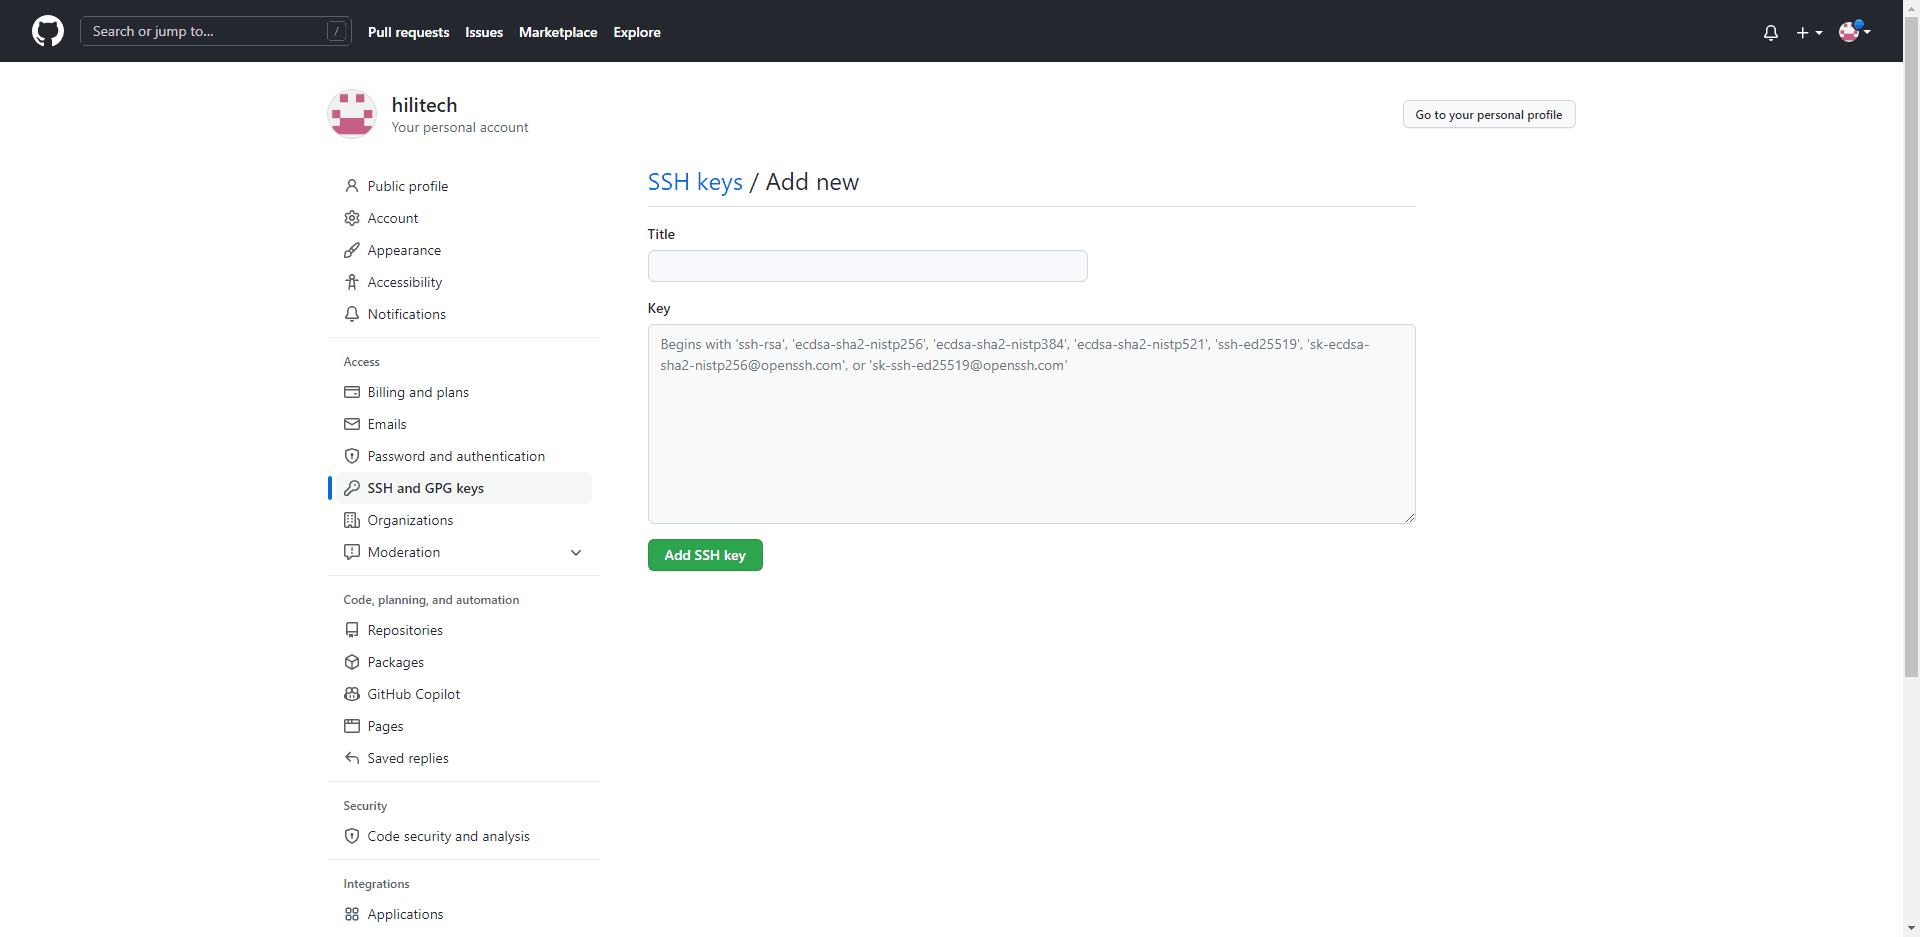 Search or jump to...
/
Pull requests
Issues
Marketplace
Explore
hilitech
Your personal account
Go to your personal profile
Public profile
Account
Appearance
Accessibility
Notifications
Access
Billing and plans
Emails
Password and authentication
SSH and GPG keys
Organizations
Moderation
Code, planning, and automation
Repositories
Packages
GitHub Copilot
Pages
Saved replies
Security
Code security and analysis
Integrations
Applications
SSH keys / Add new
Title
Key
Begins with 'ssh-rsa', 'ecdsa-sha2-nistp256', 'ecdsa-sha2-nistp384', 'ecdsa-sha2-nistp521', 'ssh-ed25519', 'sk-ecdsa-
sha2-nistp256@openssh.com', or 'sk-ssh-ed25519@openssh.com'
Add SSH key